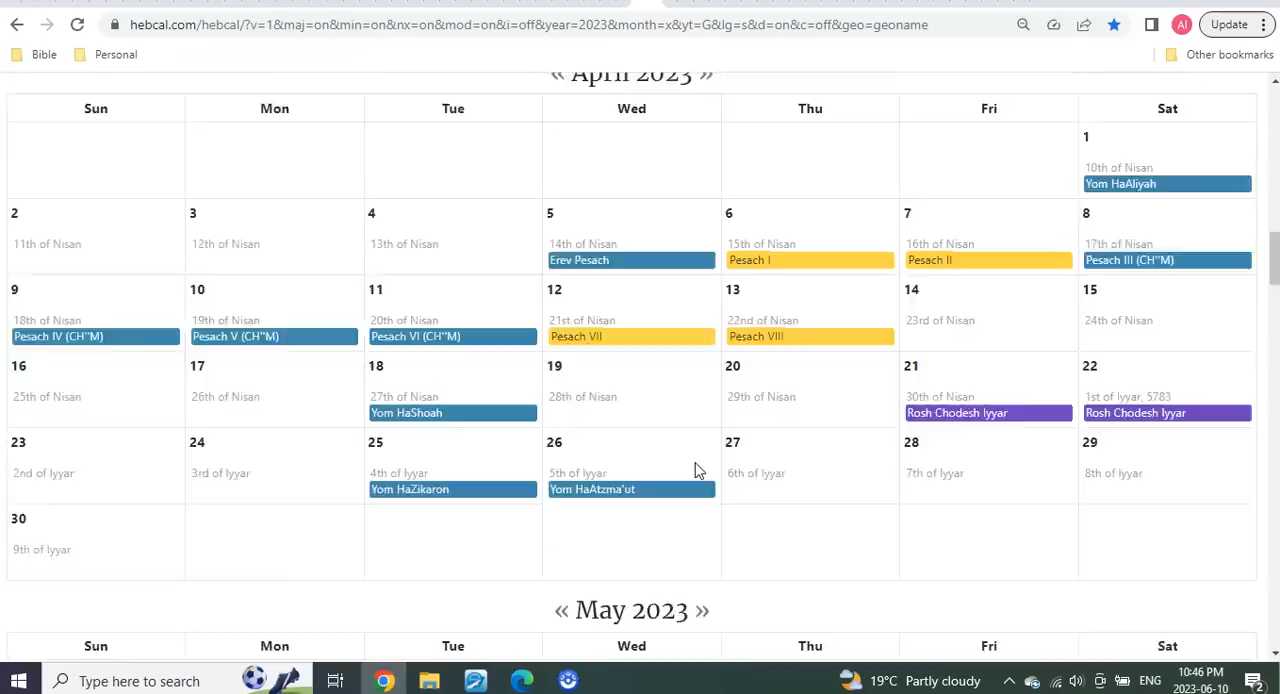 hebcal.com/hebcal/?v=1&maj=on&min=on&nx=on&mod=on&i=off&year=2023&month=x&yt=G&lg=s&d=on&c=off&geo=geoname
AI
Update
Bible
Personal
Other bookmarks
« April 2023 »
Sun Mon Tue Wed Thu Fri Sat
1
10th of Nisan
Yom HaAliyah
2 3 4 5 6 7 8
11th of Nisan 12th of Nisan 13th of Nisan 14th of Nisan 15th of Nisan 16th of Nisan 17th of Nisan
Erev Pesach Pesach I Pesach II Pesach III (CH''M)
9 10 11 12 13 14 15
18th of Nisan 19th of Nisan 20th of Nisan 21st of Nisan 22nd of Nisan 23rd of Nisan 24th of Nisan
Pesach IV (CH''M) Pesach V (CH''M) Pesach VI (CH''M) Pesach VII Pesach VIII
16 17 18 19 20 21 22
25th of Nisan 26th of Nisan 27th of Nisan 28th of Nisan 29th of Nisan 30th of Nisan 1st of Iyyar, 5783
Yom HaShoah Rosh Chodesh Iyyar Rosh Chodesh Iyyar
23 24 25 26 27 28 29
2nd of Iyyar 3rd of Iyyar 4th of Iyyar 5th of Iyyar 6th of Iyyar 7th of Iyyar 8th of Iyyar
Yom HaZikaron Yom HaAtzma'ut
30
9th of Iyyar
« May 2023 »
Sun Mon Tue Wed Thu Fri Sat
Type here to search
19°C Partly cloudy
ENG
10:46 PM
2023-06-10
2